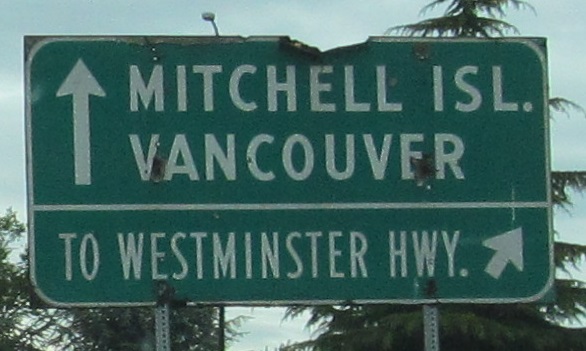 MITCHELL ISL.
VANCOUVER
TO WESTMINSTER HWY.